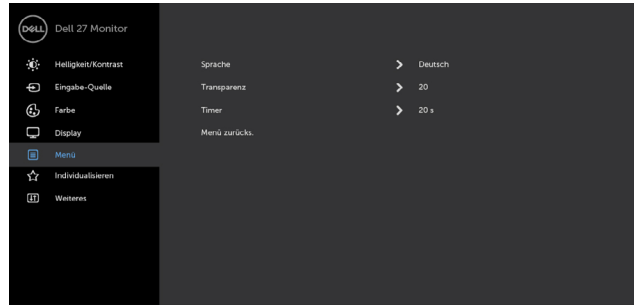 DELL
Dell 27 Monitor
Helligkeit/Kontrast
Eingabe-Quelle
Farbe
Display
Menü
Individualisieren
Weiteres
Sprache Deutsch
Transparenz 20
Timer 20 s
Menü zurücks.